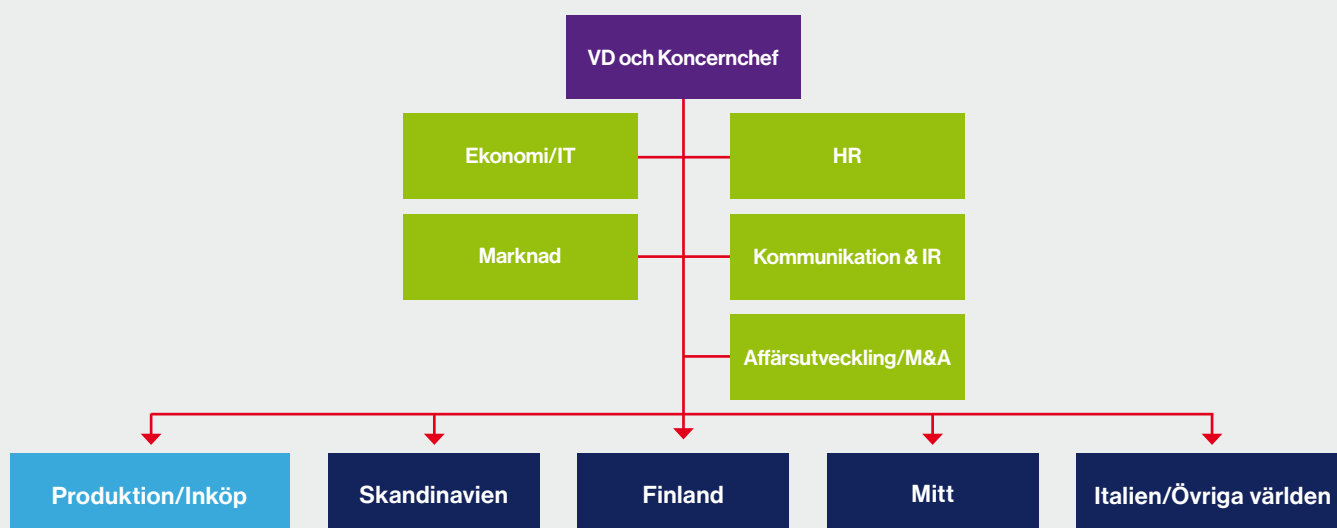 VD och Koncernchef
Ekonomi/IT
HR
Marknad
Kommunikation & IR
Affärsutveckling/M&A
Produktion/Inköp
Skandinavien
Finland
Mitt
Italien/Övriga världen